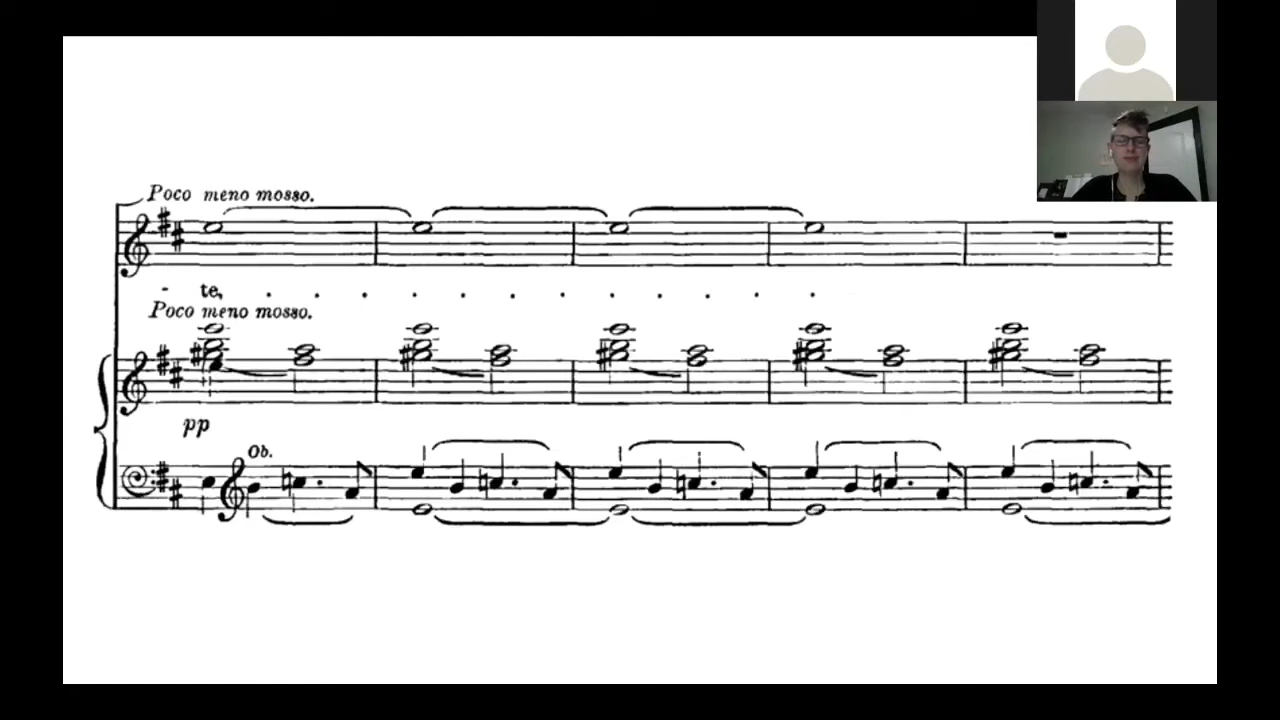 Poco meno mosso.
- te, . . . . . . . . . . . .
Poco meno mosso.
pp
Ob.